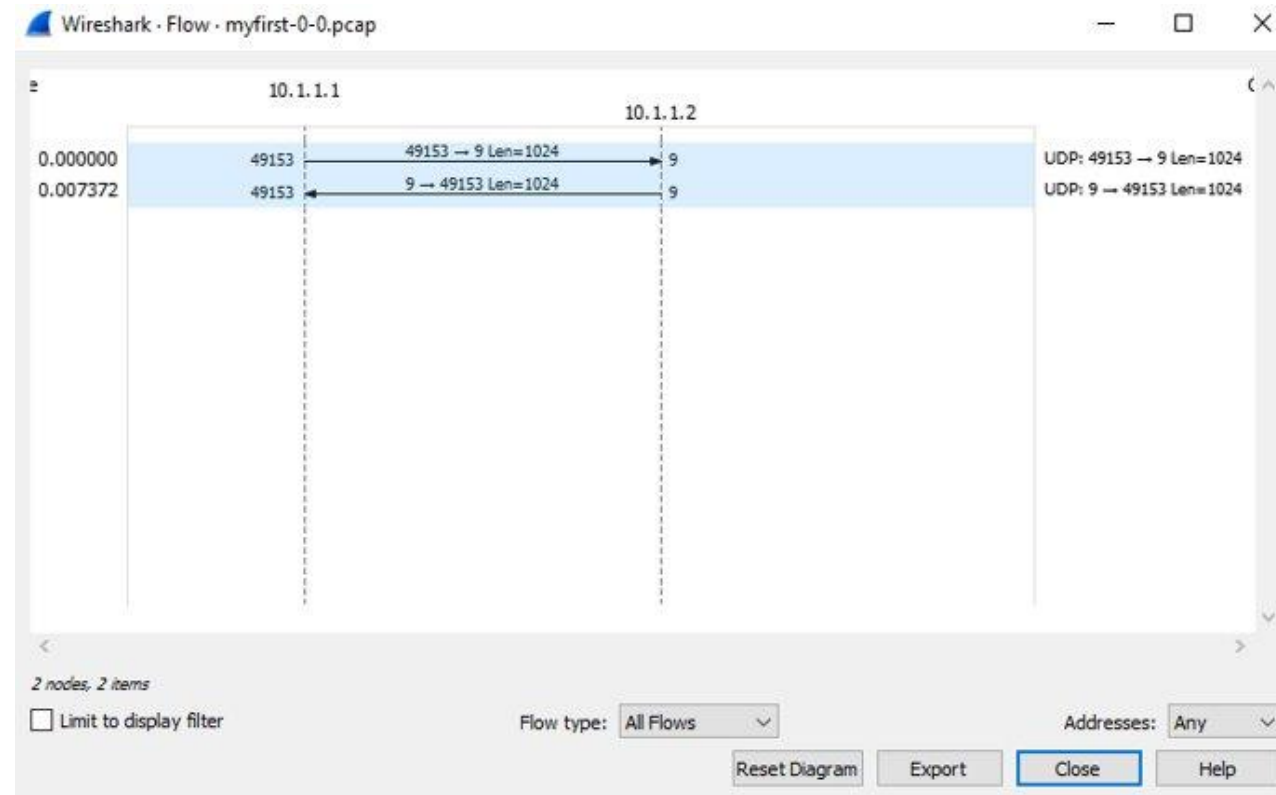 Wireshark · Flow · myfirst-0-0.pcap
10.1.1.1
10.1.1.2
0.000000 49153 49153 → 9 Len=1024 9 UDP: 49153 → 9 Len=1024
0.007372 49153 9 → 49153 Len=1024 9 UDP: 9 → 49153 Len=1024
2 nodes, 2 items
Limit to display filter Flow type: All Flows Addresses: Any
Reset Diagram Export Close Help